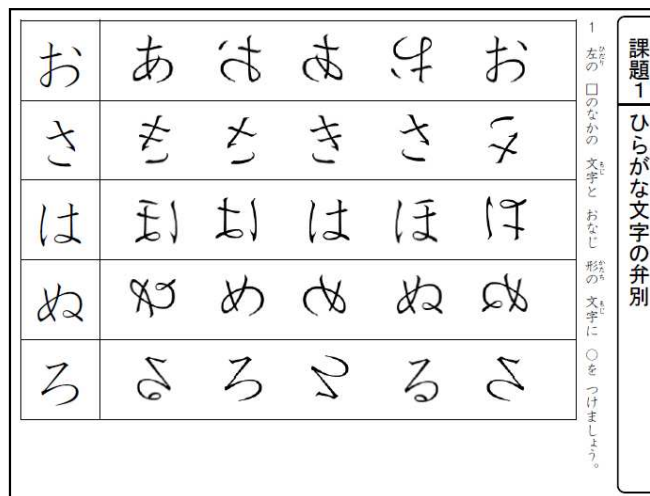 課題1 ひらがな文字の弁別
1 左の □のなかの 文字と おなじ 形の 文字に ○を つけましょう。
お あ お
さ き さ
は は ほ
ぬ め ぬ
ろ ろ る